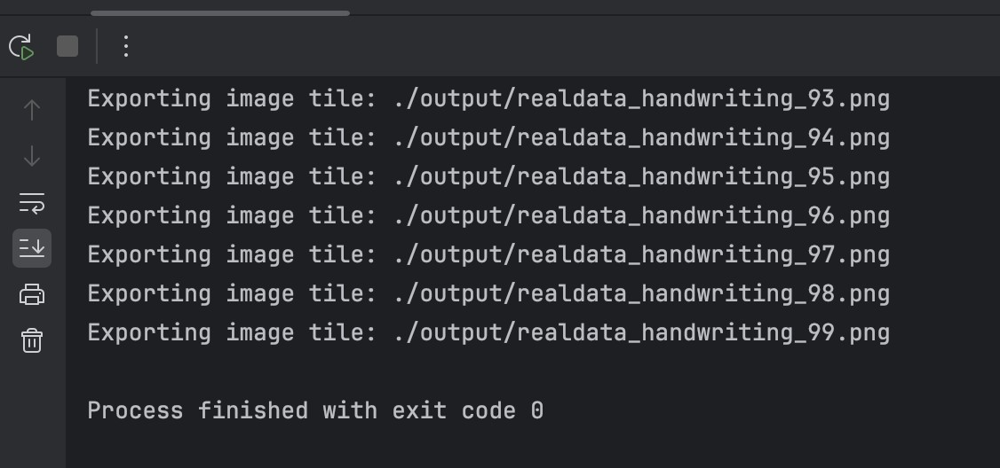 Exporting image tile: ./output/realdata_handwriting_93.png
Exporting image tile: ./output/realdata_handwriting_94.png
Exporting image tile: ./output/realdata_handwriting_95.png
Exporting image tile: ./output/realdata_handwriting_96.png
Exporting image tile: ./output/realdata_handwriting_97.png
Exporting image tile: ./output/realdata_handwriting_98.png
Exporting image tile: ./output/realdata_handwriting_99.png
Process finished with exit code 0